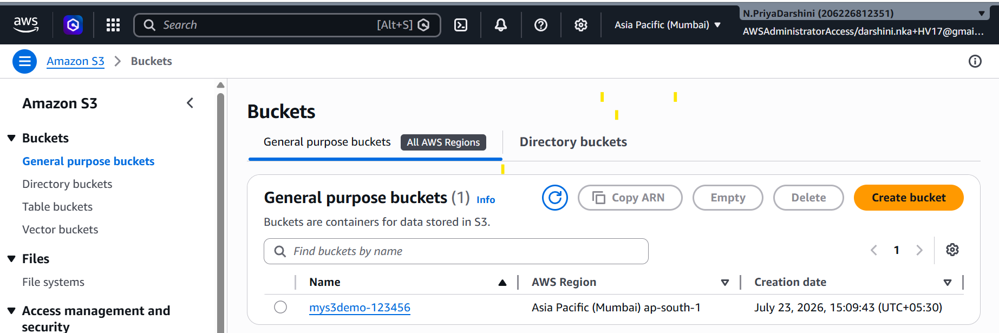 aws
Search [Alt+S]
Asia Pacific (Mumbai)
N.PriyaDarshini (206226812351)
AWSAdministratorAccess/darshini.nka+HV17@gmai...
Amazon S3 > Buckets
Amazon S3
Buckets
General purpose buckets
Directory buckets
Table buckets
Vector buckets
Files
File systems
Access management and
security
Buckets
General purpose buckets All AWS Regions Directory buckets
General purpose buckets (1) Info
Copy ARN Empty Delete Create bucket
Buckets are containers for data stored in S3.
Find buckets by name
1
Name AWS Region Creation date
mys3demo-123456 Asia Pacific (Mumbai) ap-south-1 July 23, 2026, 15:09:43 (UTC+05:30)